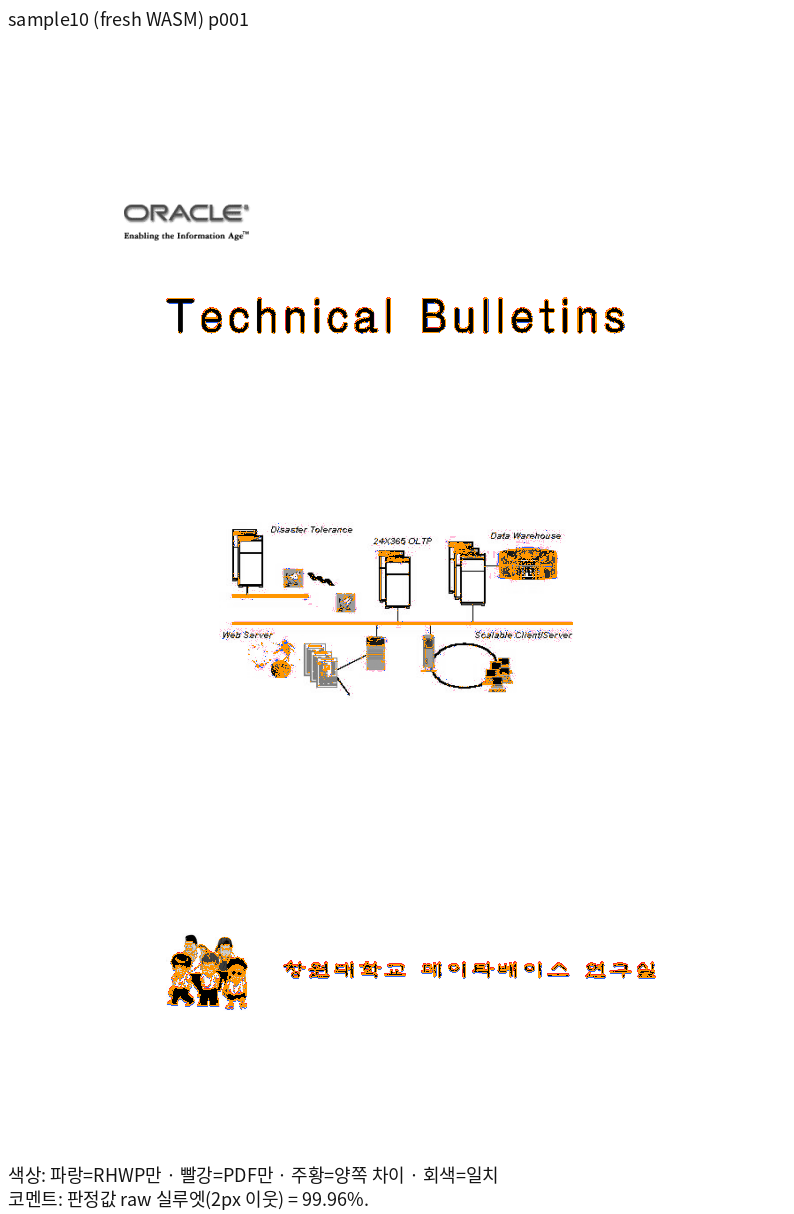 sample10 (fresh WASM) p001
ORACLE®
Enabling the Information Age™
Technical Bulletins
Disaster Tolerance
24X365 OLTP
Data Warehouse
Web Server
Scalable Client/Server
창원대학교 데이타베이스 연구실
색상: 파랑=RHWP만 · 빨강=PDF만 · 주황=양쪽 차이 · 회색=일치
코멘트: 판정값 raw 실루엣(2px 이웃) = 99.96%.